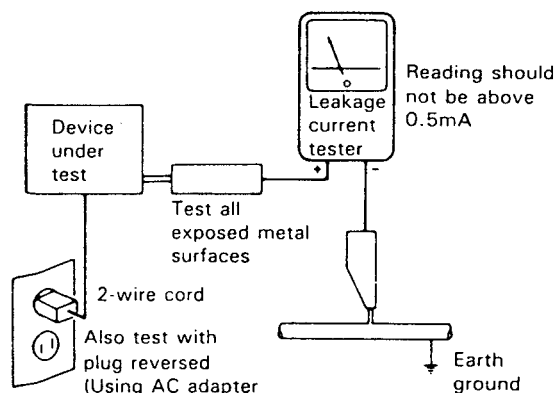 Device
under
test
Leakage
current
tester
+
-
Reading should
not be above
0.5mA
Test all
exposed metal
surfaces
2-wire cord
Also test with
plug reversed
(Using AC adapter
Earth
ground